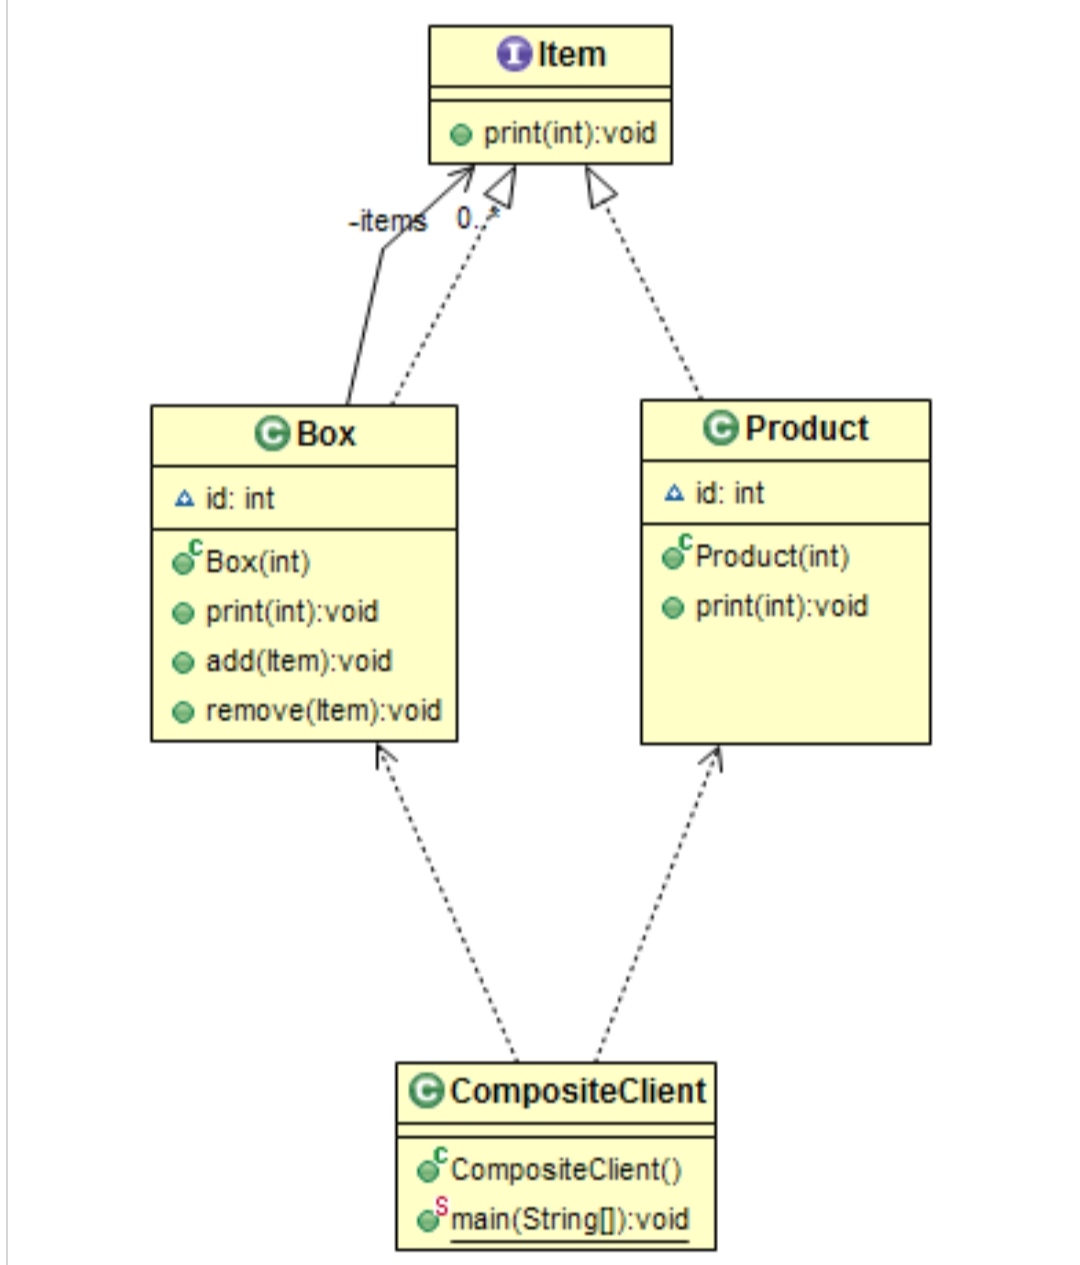 I Item
print(int):void
-items 0..*
C Box
id: int
C Box(int)
print(int):void
add(Item):void
remove(Item):void
C Product
id: int
C Product(int)
print(int):void
C CompositeClient
C CompositeClient()
S main(String[]):void